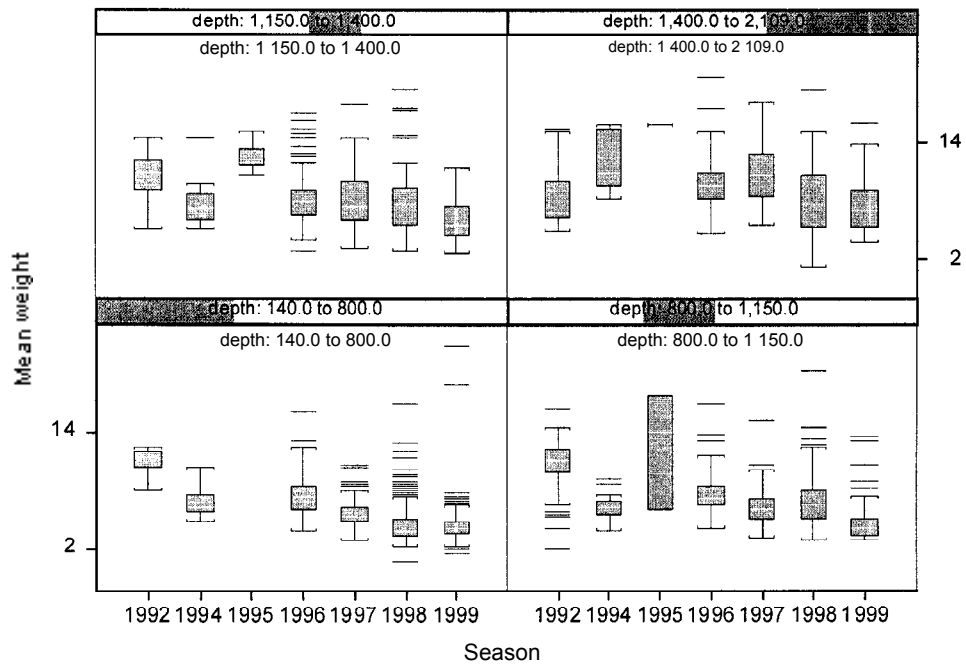 depth: 1,150.0 to 1,400.0
depth: 1,400.0 to 2,109.0
depth: 1 150.0 to 1 400.0
depth: 1 400.0 to 2 109.0
14
2
Mean weight
depth: 140.0 to 800.0
depth: 800.0 to 1,150.0
depth: 140.0 to 800.0
depth: 800.0 to 1 150.0
14
2
1992 1994 1995 1996 1997 1998 1999
1992 1994 1995 1996 1997 1998 1999
Season